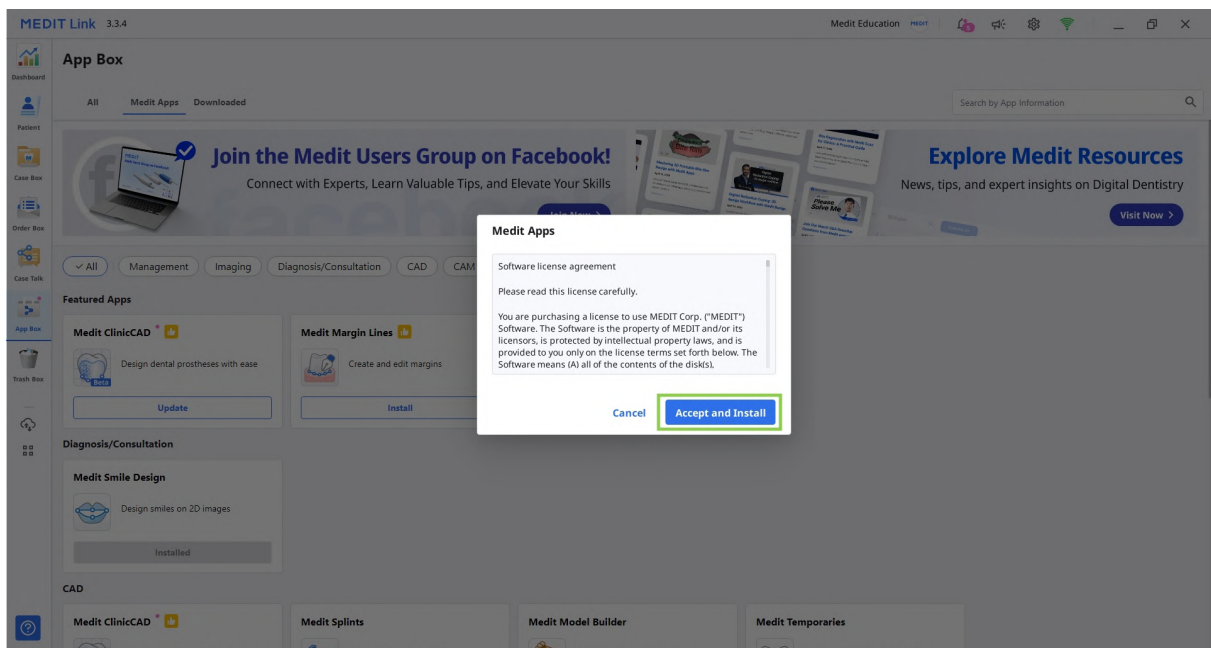 MEDIT Link 3.3.4
Medit Education MEDIT
Dashboard
Patient
Case Box
Order Box
Case Talk
App Box
Trash Box
App Box
All Medit Apps Downloaded
Search by App Information
Join the Medit Users Group on Facebook!
Connect with Experts, Learn Valuable Tips, and Elevate Your Skills
Join Now >
Explore Medit Resources
News, tips, and expert insights on Digital Dentistry
Visit Now >
All Management Imaging Diagnosis/Consultation CAD CAM
Featured Apps
Medit ClinicCAD
Beta
Design dental prostheses with ease
Update
Medit Margin Lines
Create and edit margins
Install
Medit Apps
Software license agreement
Please read this license carefully.
You are purchasing a license to use MEDIT Corp. ("MEDIT")
Software. The Software is the property of MEDIT and/or its
licensors, is protected by intellectual property laws, and is
provided to you only on the license terms set forth below. The
Software means (A) all of the contents of the disk(s),
Cancel Accept and Install
Diagnosis/Consultation
Medit Smile Design
Design smiles on 2D images
Installed
CAD
Medit ClinicCAD
Medit Splints
Medit Model Builder
Medit Temporaries